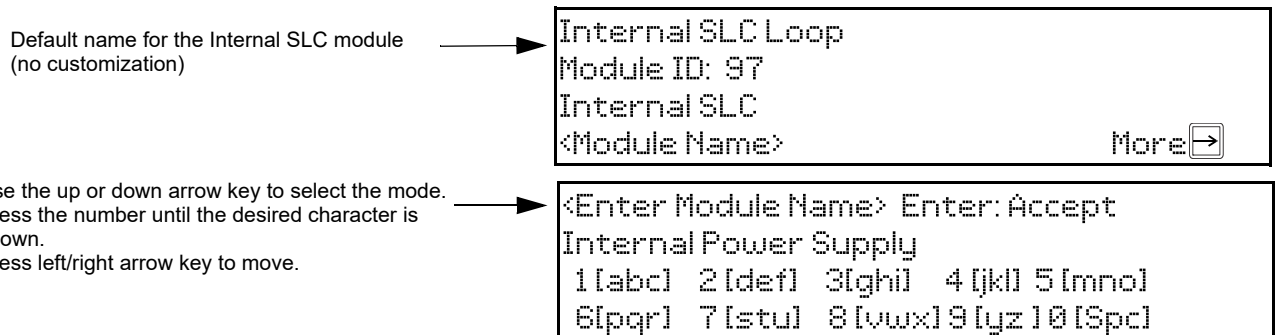 Default name for the Internal SLC module
(no customization)
Internal SLC Loop
Module ID: 97
Internal SLC
<Module Name> More →
se the up or down arrow key to select the mode.
ess the number until the desired character is
own.
ess left/right arrow key to move.
<Enter Module Name> Enter: Accept
Internal Power Supply
1 [abc] 2 [def] 3[ghi] 4 [jkl] 5 [mno]
6[pqr] 7 [stu] 8 [vwx] 9 [yz ] 0 [Spc]